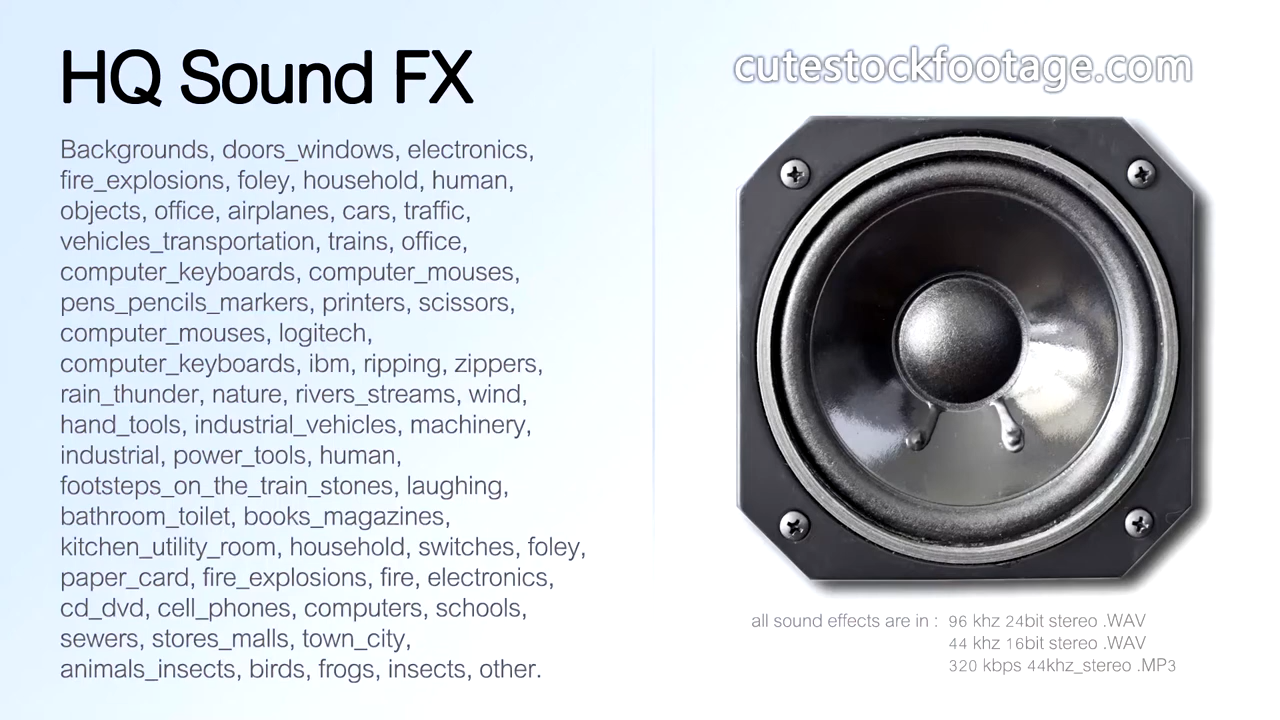 HQ Sound FX
cutestockfootage.com
Backgrounds, doors_windows, electronics,
fire_explosions, foley, household, human,
objects, office, airplanes, cars, traffic,
vehicles_transportation, trains, office,
computer_keyboards, computer_mouses,
pens_pencils_markers, printers, scissors,
computer_mouses, logitech,
computer_keyboards, ibm, ripping, zippers,
rain_thunder, nature, rivers_streams, wind,
hand_tools, industrial_vehicles, machinery,
industrial, power_tools, human,
footsteps_on_the_train_stones, laughing,
bathroom_toilet, books_magazines,
kitchen_utility_room, household, switches, foley,
paper_card, fire_explosions, fire, electronics,
cd_dvd, cell_phones, computers, schools,
sewers, stores_malls, town_city,
animals_insects, birds, frogs, insects, other.
all sound effects are in : 96 khz 24bit stereo .WAV
44 khz 16bit stereo .WAV
320 kbps 44khz_stereo .MP3